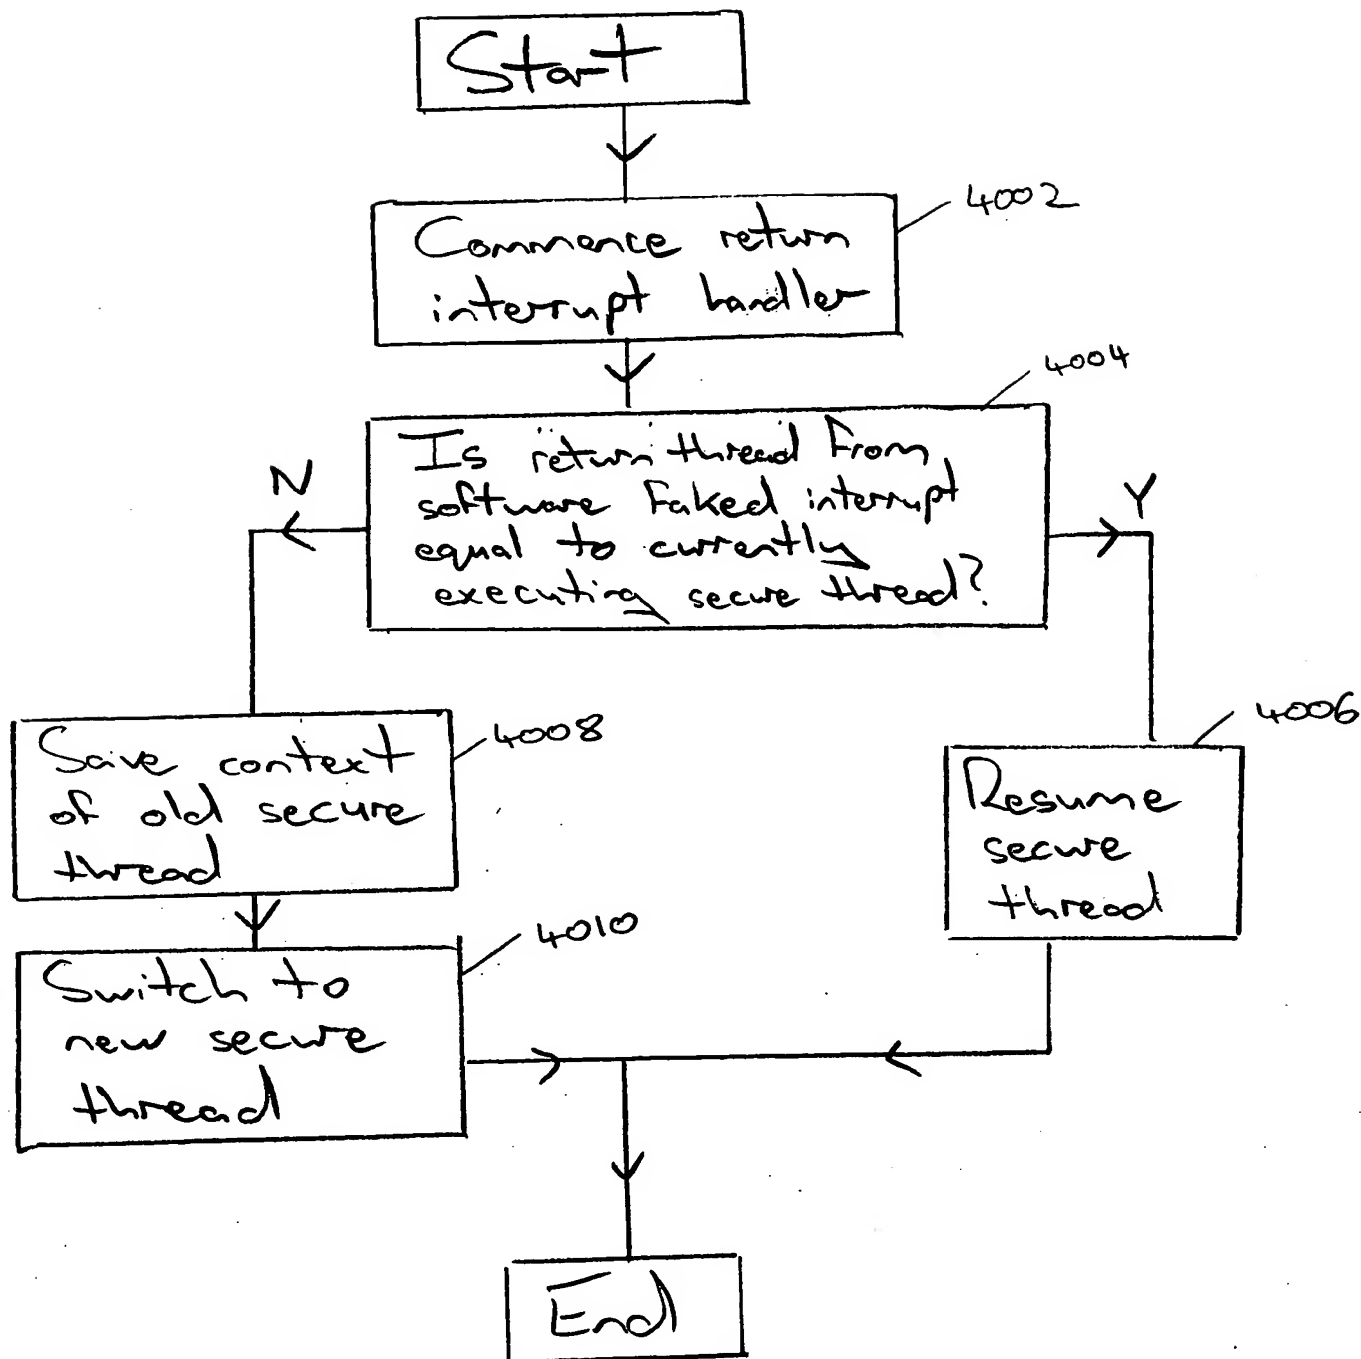 Start
4002
Commence return
interrupt handler
4004
Is return thread from
software faked interrupt
equal to currently
executing secure thread?
N
Y
4008
Save context
of old secure
thread
4006
Resume
secure
thread
4010
Switch to
new secure
thread
End